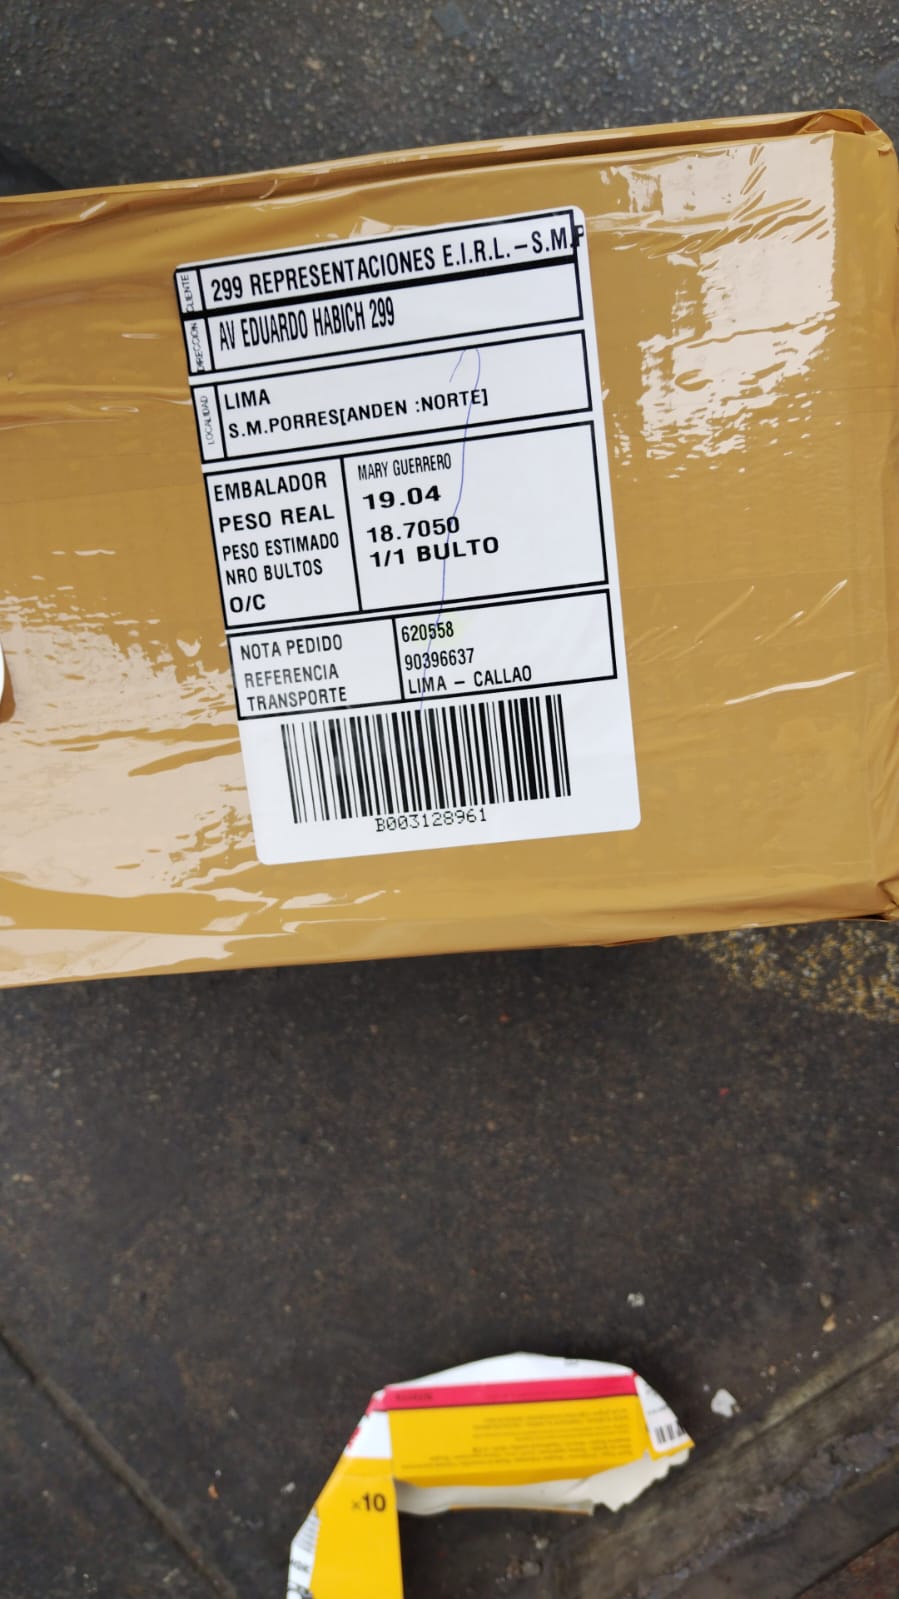 CLIENTE
299 REPRESENTACIONES E.I.R.L.-S.M.P
DIRECCION
AV EDUARDO HABICH 299
LOCALIDAD
LIMA
S.M.PORRES[ANDEN :NORTE]
EMBALADOR MARY GUERRERO
PESO REAL 19.04
PESO ESTIMADO 18.7050
NRO BULTOS 1/1 BULTO
O/C
NOTA PEDIDO 620558
REFERENCIA 90396637
TRANSPORTE LIMA - CALLAO
B003128961
x10